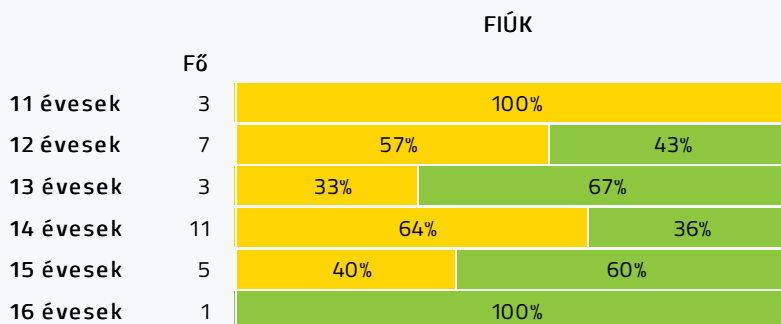 FIÚK
Fő
11 évesek 3 100%
12 évesek 7 57% 43%
13 évesek 3 33% 67%
14 évesek 11 64% 36%
15 évesek 5 40% 60%
16 évesek 1 100%